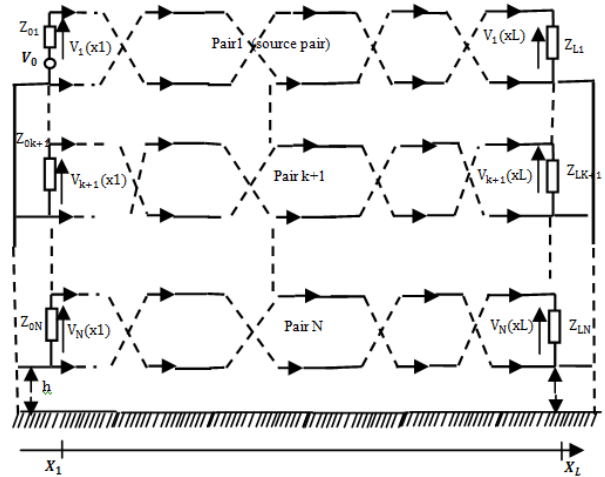 Z01
V1(x1)
Pair1 (source pair)
V1(xL)
ZL1
V0
Z0k+1
Vk+1(x1)
Pair k+1
Vk+1(xL)
ZLK+1
Z0N
VN(x1)
Pair N
VN(xL)
ZLN
h
X1
XL